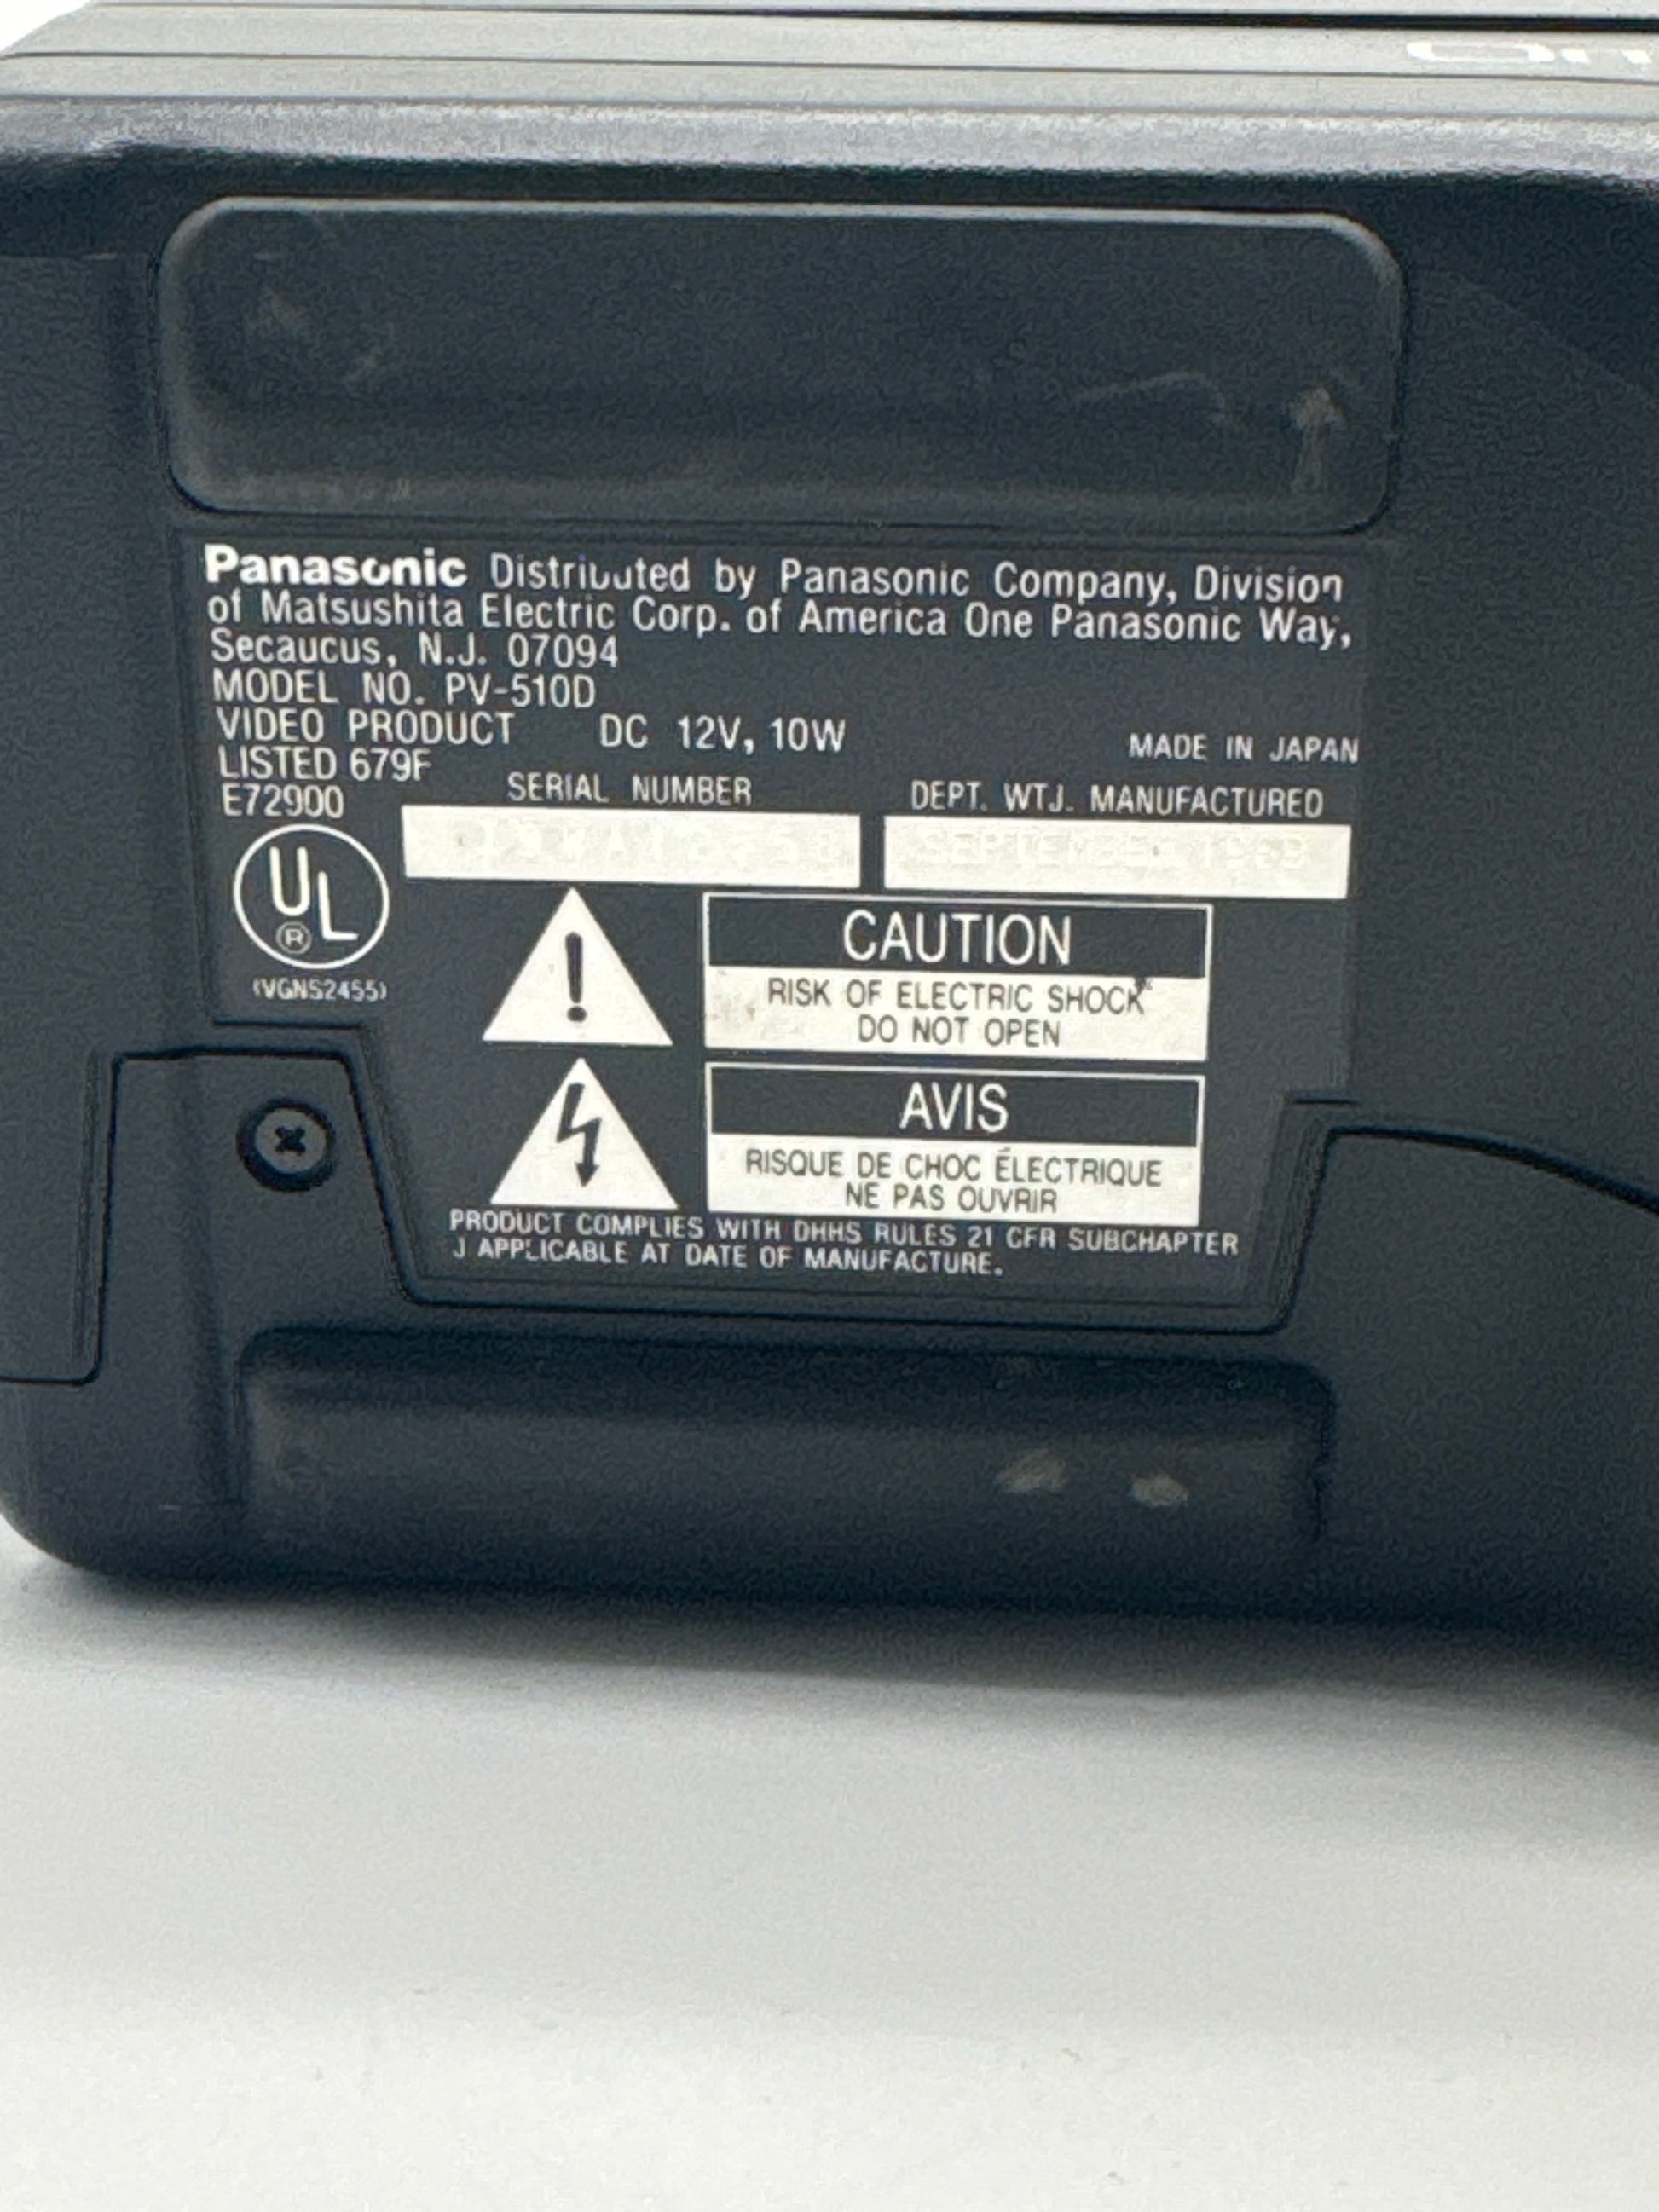 Panasonic Distributed by Panasonic Company, Division
of Matsushita Electric Corp. of America One Panasonic Way,
Secaucus, N.J. 07094
MODEL NO. PV-510D
VIDEO PRODUCT DC 12V, 10W
MADE IN JAPAN
LISTED 679F
E72900
SERIAL NUMBER
DEPT. WTJ. MANUFACTURED
SEPTEMBER 1989
UL
®
(VGNS2455)
!
CAUTION
RISK OF ELECTRIC SHOCK
DO NOT OPEN
AVIS
RISQUE DE CHOC ÉLECTRIQUE
NE PAS OUVRIR
PRODUCT COMPLIES WITH DHHS RULES 21 CFR SUBCHAPTER
J APPLICABLE AT DATE OF MANUFACTURE.